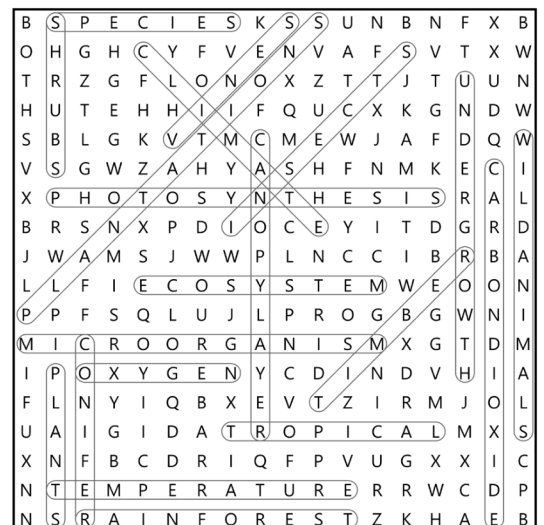 B S P E C I E S K S S U N B N F X B
O H G H C Y F V E N V A F S V T X W
T R Z G F L O N O X Z T T J T U U N
H U T E H H I I F Q U C X K G N D W
S B L G K V T M C M E W J A F D Q W
V S G W Z A H Y A S H F N M K E C I
X P H O T O S Y N T H E S I S R A L
B R S N X P D I O C E Y I T D G R D
J W A M S J W W P L N C C I B R B A
L L F I E C O S Y S T E M W E O O N
P P F S Q L U J L P R O G B G W N I
M I C R O O R G A N I S M X G T D M
I P O X Y G E N Y C D I N D V H I A
F L N Y I Q B X E V T Z I R M J O L
U A I G I D A T R O P I C A L M X S
X N F B C D R I Q F P V U G X X I C
N T E M P E R A T U R E R R W C D P
N S R A I N F O R E S T Z K H A E B